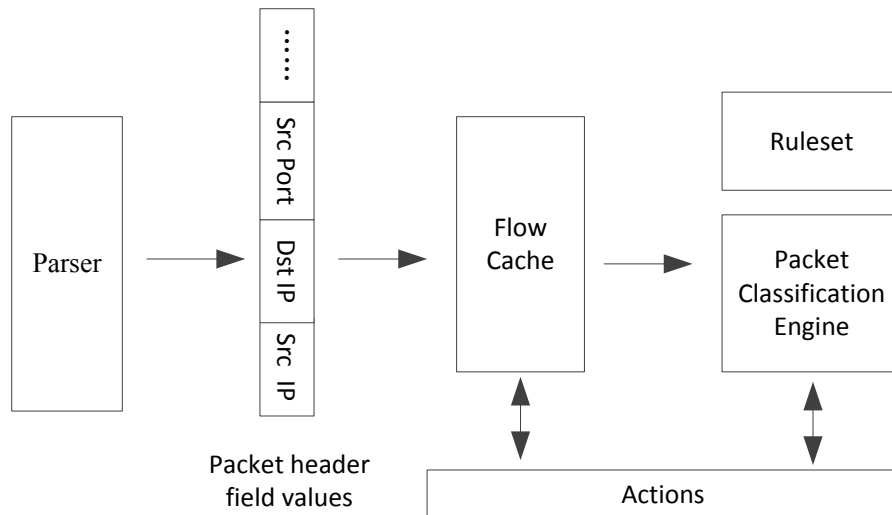 Parser
......
Src Port
Dst IP
Src IP
Packet header
field values
Flow
Cache
Ruleset
Packet
Classification
Engine
Actions